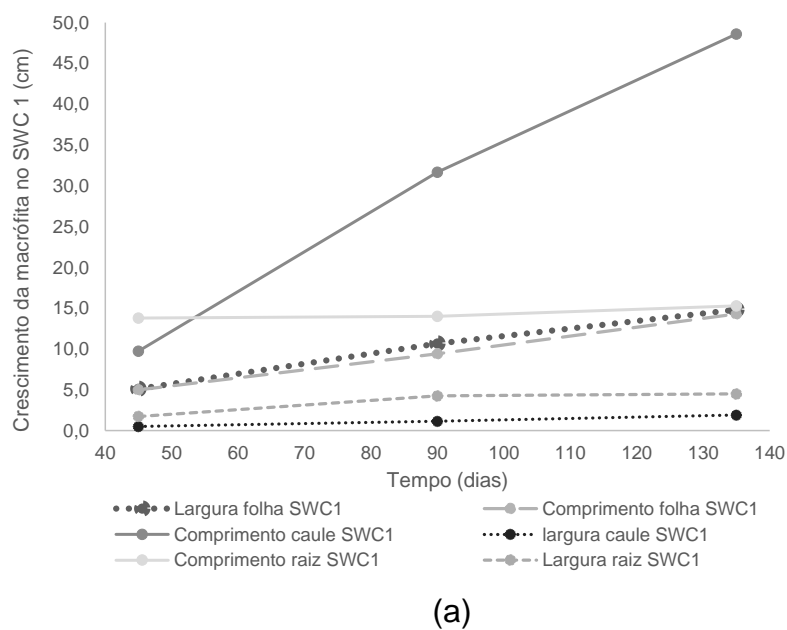 50,0
45,0
40,0
35,0
30,0
25,0
20,0
15,0
10,0
5,0
0,0
Crescimento da macrófita no SWC 1 (cm)
40 50 60 70 80 90 100 110 120 130 140
Tempo (dias)
Largura folha SWC1 Comprimento folha SWC1
Comprimento caule SWC1 largura caule SWC1
Comprimento raiz SWC1 Largura raiz SWC1
(a)